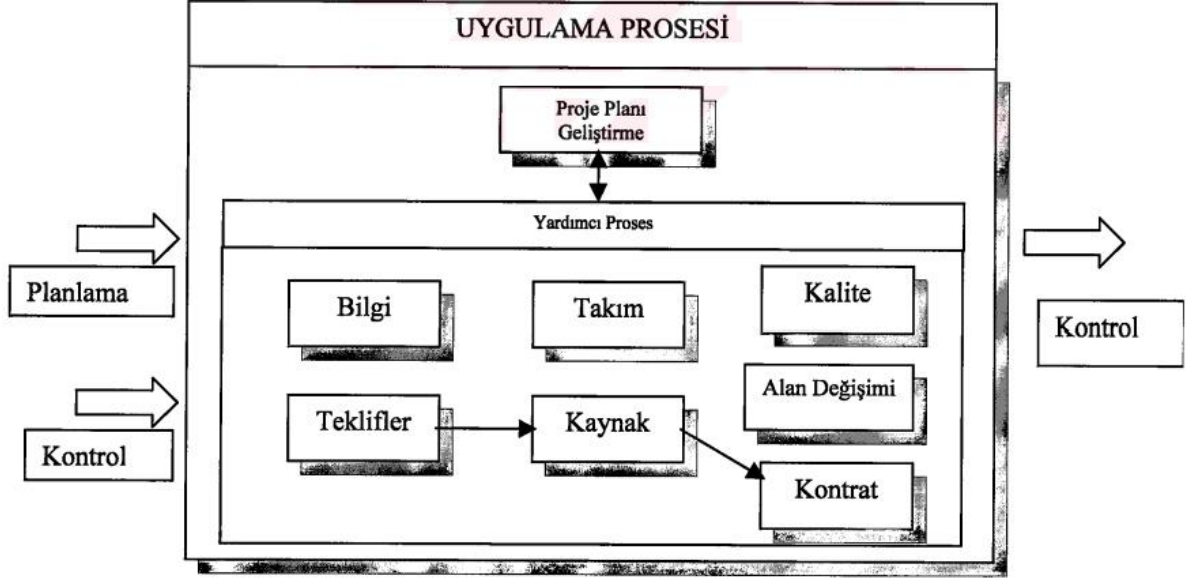 UYGULAMA PROSESİ
Proje Planı
Geliştirme
Yardımcı Proses
Planlama
Bilgi
Takım
Kalite
Kontrol
Alan Değişimi
Teklifler
Kaynak
Kontrol
Kontrat